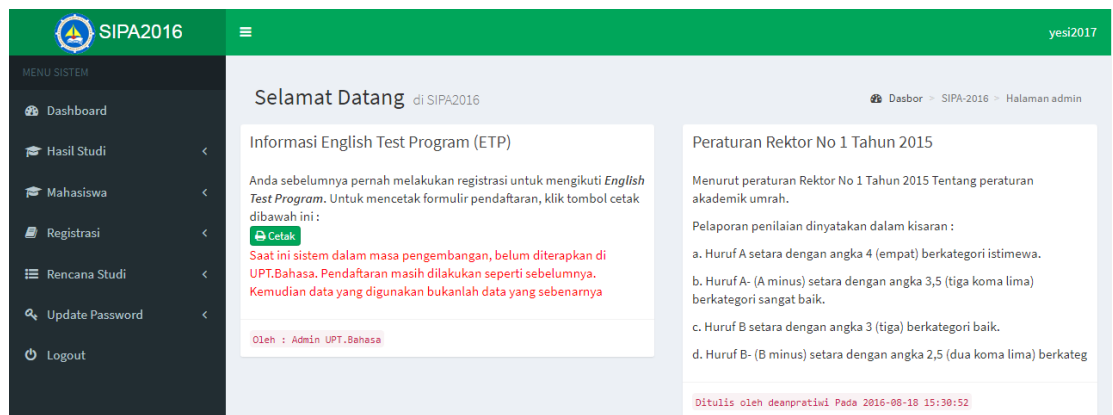 SIPA2016
yesi2017
MENU SISTEM
Dashboard
Hasil Studi
Mahasiswa
Registrasi
Rencana Studi
Update Password
Logout
Selamat Datang di SIPA2016
Dasbor > SIPA-2016 > Halaman admin
Informasi English Test Program (ETP)
Anda sebelumnya pernah melakukan registrasi untuk mengikuti English
Test Program. Untuk mencetak formulir pendaftaran, klik tombol cetak
dibawah ini :
Cetak
Saat ini sistem dalam masa pengembangan, belum diterapkan di
UPT.Bahasa. Pendaftaran masih dilakukan seperti sebelumnya.
Kemudian data yang digunakan bukanlah data yang sebenarnya
Oleh : Admin UPT.Bahasa
Peraturan Rektor No 1 Tahun 2015
Menurut peraturan Rektor No 1 Tahun 2015 Tentang peraturan
akademik umrah.
Pelaporan penilaian dinyatakan dalam kisaran :
a. Huruf A setara dengan angka 4 (empat) berkategori istimewa.
b. Huruf A- (A minus) setara dengan angka 3,5 (tiga koma lima)
berkategori sangat baik.
c. Huruf B setara dengan angka 3 (tiga) berkategori baik.
d. Huruf B- (B minus) setara dengan angka 2,5 (dua koma lima) berkateg
Ditulis oleh deanpratiwi Pada 2016-08-18 15:30:52